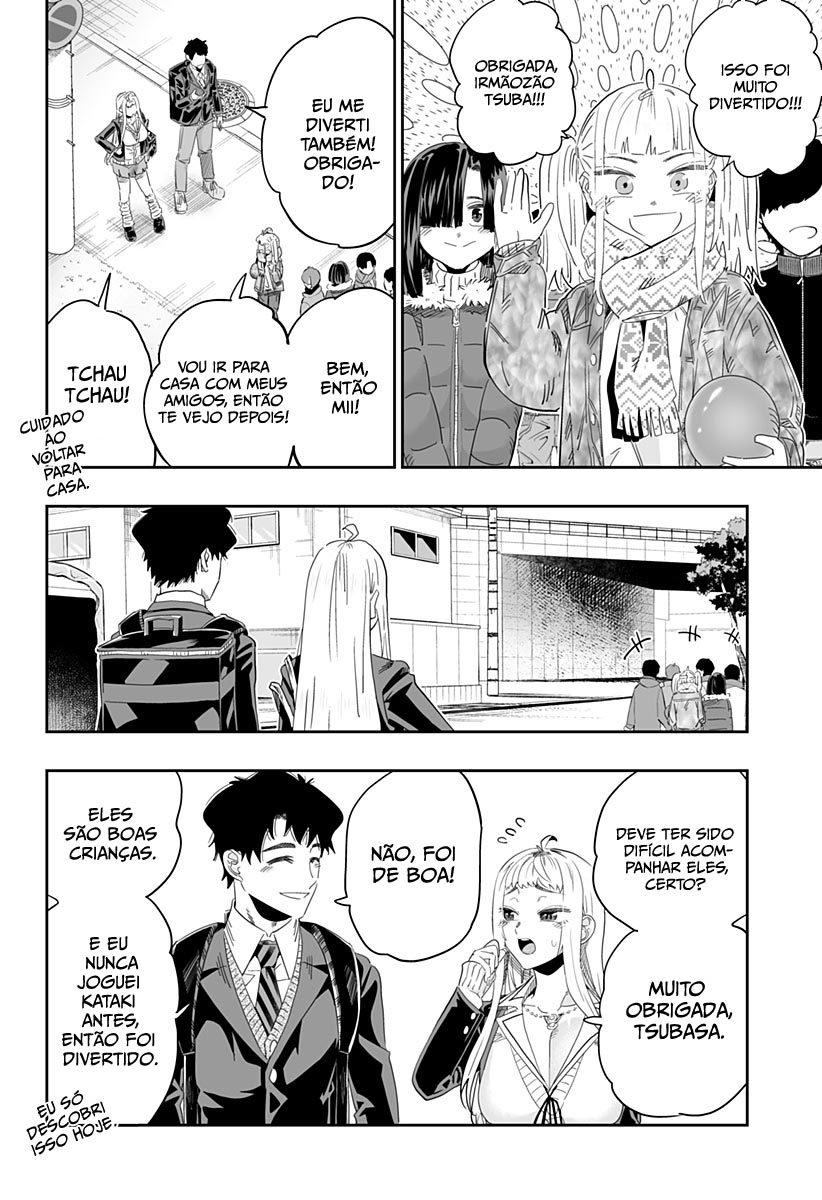 ISSO FOI
MUITO
DIVERTIDO!!!
OBRIGADA,
IRMÃOZÃO
TSUBA!!!
EU ME
DIVERTI
TAMBÉM!
OBRIGA-
DO!
BEM,
ENTÃO
MII!
VOU IR PARA
CASA COM MEUS
AMIGOS, ENTÃO
TE VEJO DEPOIS!
TCHAU
TCHAU!
CUIDADO
AO
VOLTAR
PARA
CASA.
DEVE TER SIDO
DIFÍCIL ACOM-
PANHAR ELES,
CERTO?
MUITO
OBRIGADA,
TSUBASA.
NÃO, FOI
DE BOA!
ELES
SÃO BOAS
CRIANÇAS.
E EU
NUNCA
JOGUEI
KATAKI
ANTES,
ENTÃO FOI
DIVERTIDO.
EU SÓ
DESCOBRI
ISSO HOJE.